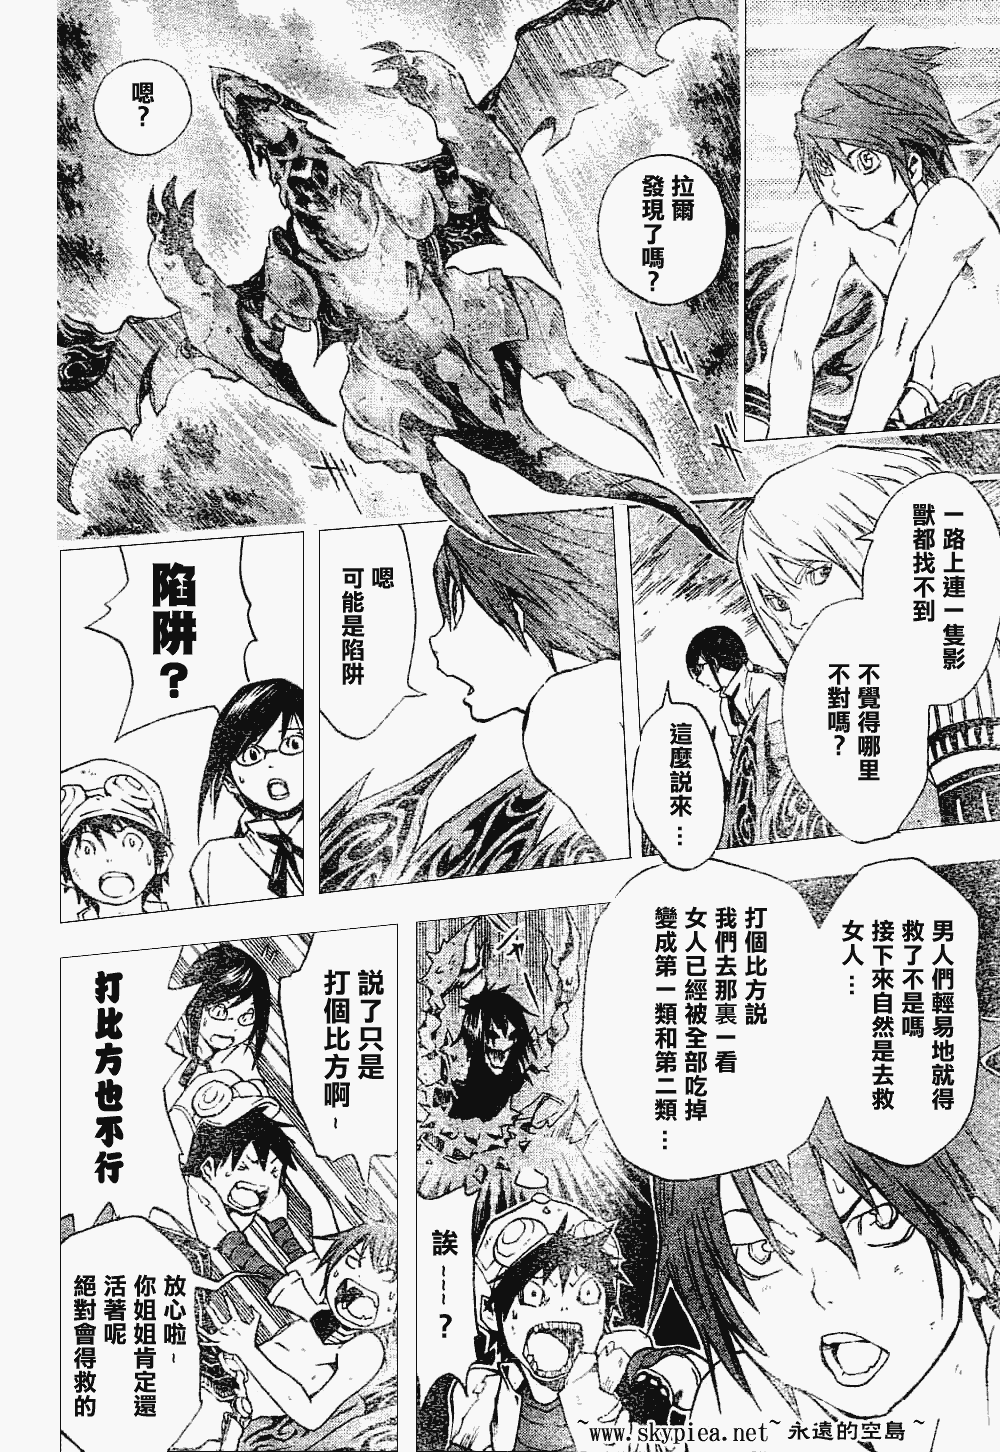 拉爾
發現了嗎?
嗯?
一路上連一隻影
獸都找不到
不覺得哪里
不對嗎?
這麼説來…
嗯
可能是陷阱
陷阱?
男人們輕易地就得
救了不是嗎
接下來自然是去救
女人…
打個比方説
我們去那裏一看
女人已經被全部吃掉
變成第一類和第二類…
誒~~~?
説了只是
打個比方啊~
打比方也不行
放心啦~
你姐姐肯定還
活著呢
絕對會得救的
~www.skypiea.net~永遠的空島~